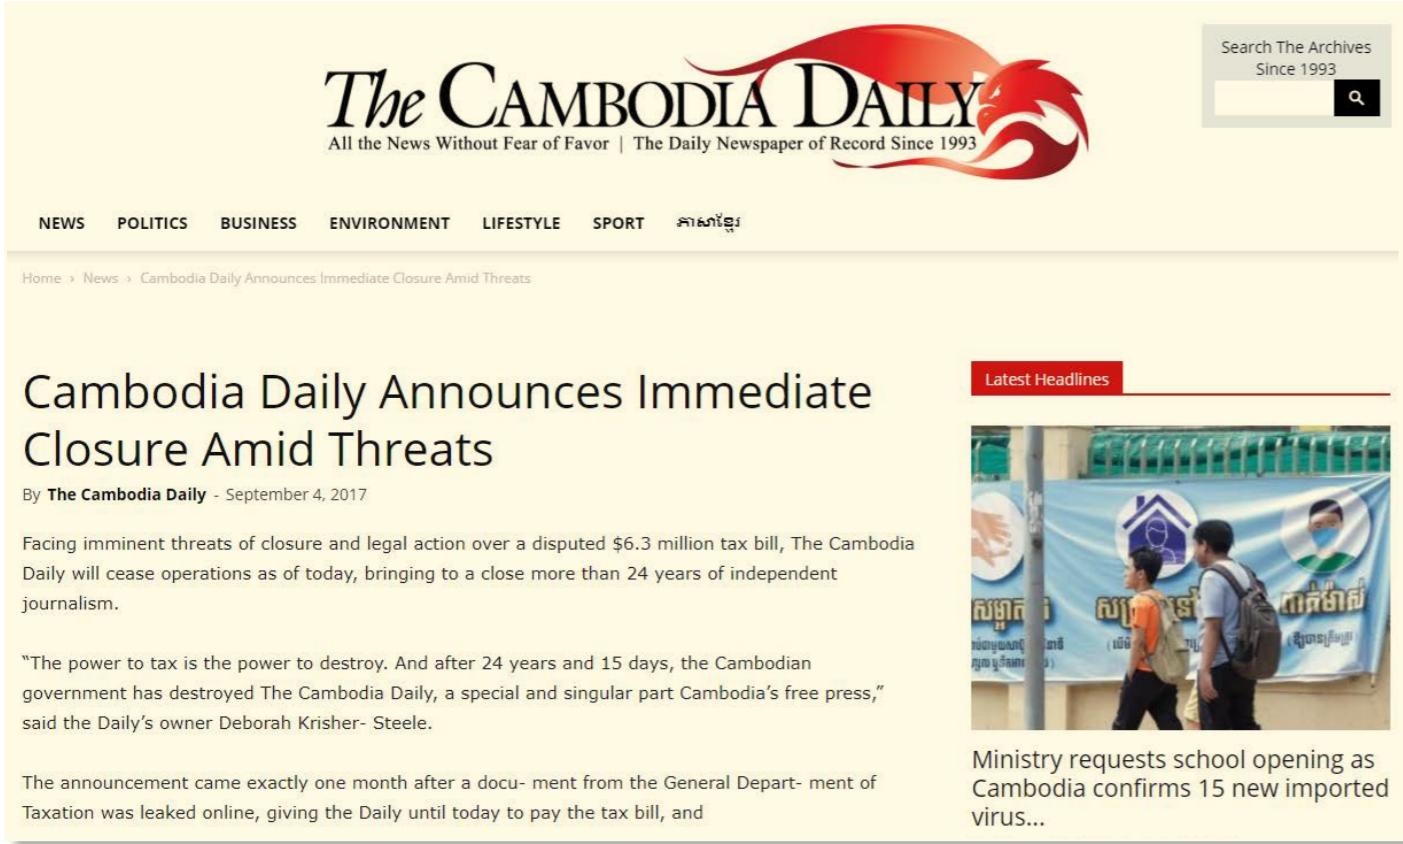 The Cambodia Daily
All the News Without Fear of Favor | The Daily Newspaper of Record Since 1993
Search The Archives
Since 1993
NEWS POLITICS BUSINESS ENVIRONMENT LIFESTYLE SPORT ភាសាខ្មែរ
Home › News › Cambodia Daily Announces Immediate Closure Amid Threats
Cambodia Daily Announces Immediate
Closure Amid Threats
By The Cambodia Daily - September 4, 2017
Facing imminent threats of closure and legal action over a disputed $6.3 million tax bill, The Cambodia
Daily will cease operations as of today, bringing to a close more than 24 years of independent
journalism.
“The power to tax is the power to destroy. And after 24 years and 15 days, the Cambodian
government has destroyed The Cambodia Daily, a special and singular part Cambodia’s free press,”
said the Daily’s owner Deborah Krisher- Steele.
The announcement came exactly one month after a docu- ment from the General Depart- ment of
Taxation was leaked online, giving the Daily until today to pay the tax bill, and
Latest Headlines
ពាក់ម៉ាស់
Ministry requests school opening as
Cambodia confirms 15 new imported
virus...